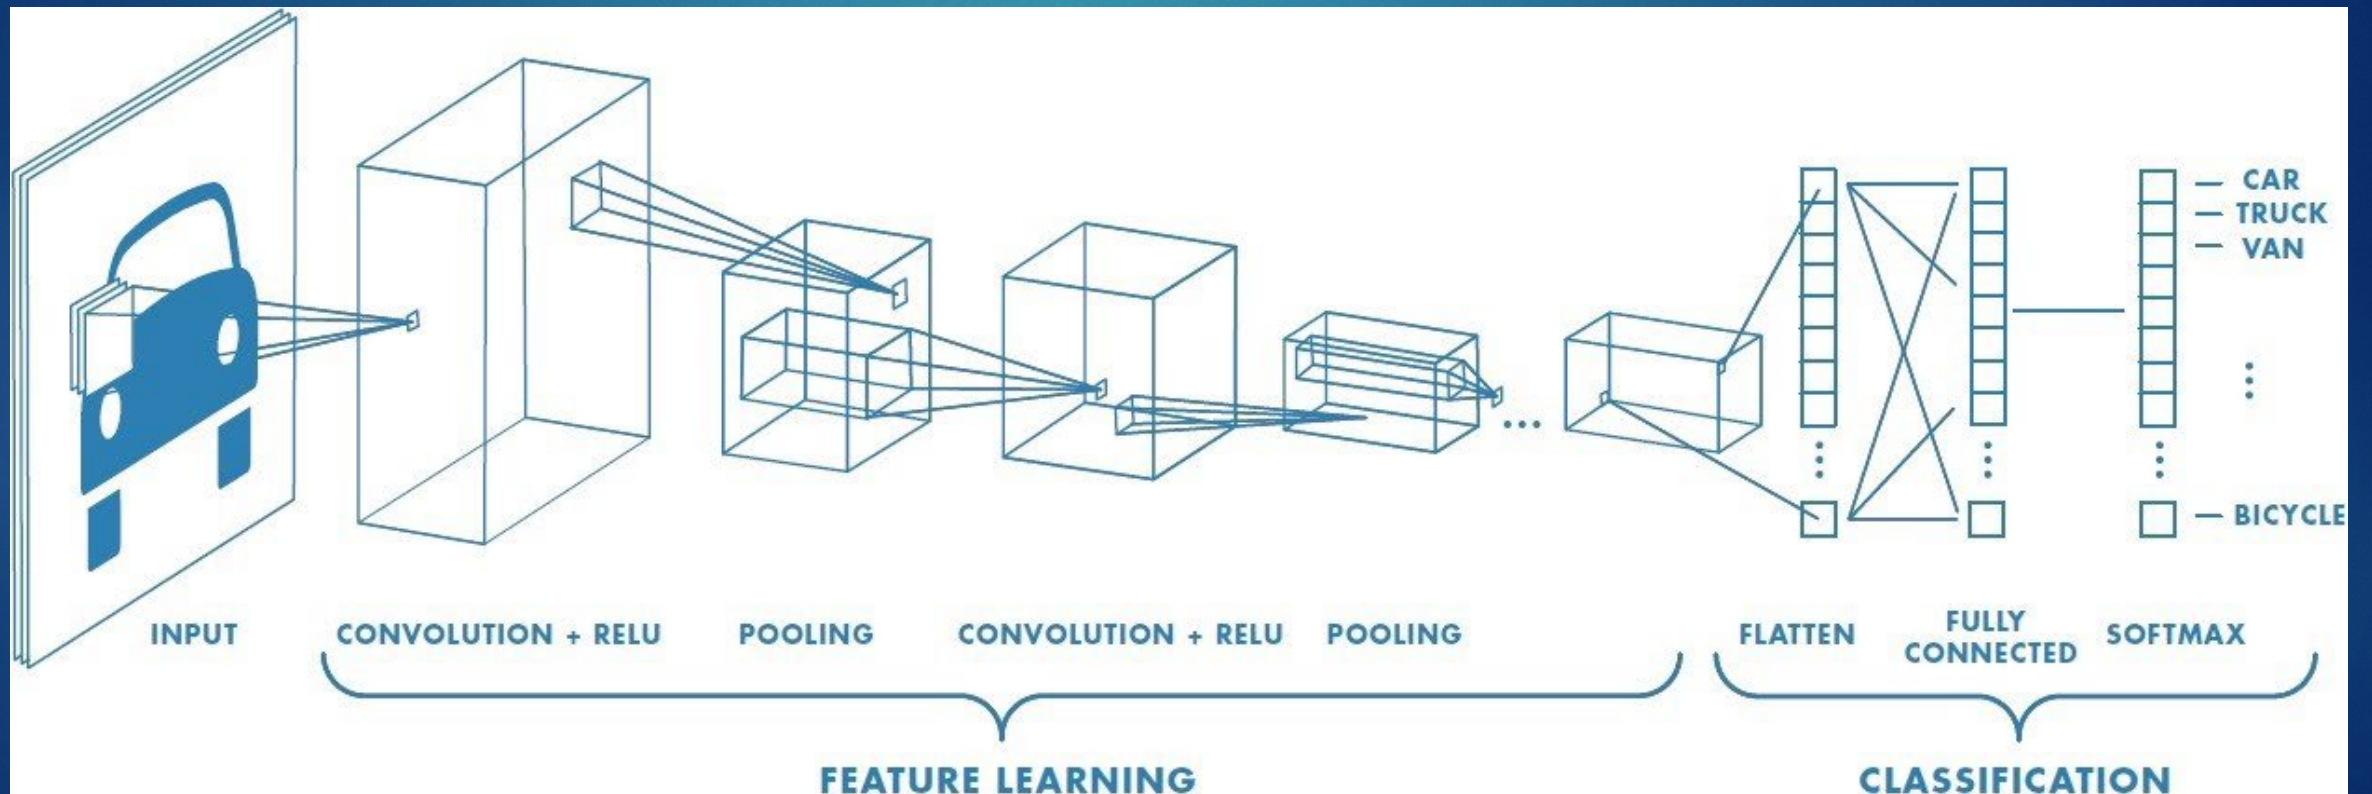 CAR
TRUCK
VAN
BICYCLE
INPUT
CONVOLUTION + RELU
POOLING
CONVOLUTION + RELU
POOLING
FLATTEN
FULLY
CONNECTED
SOFTMAX
FEATURE LEARNING
CLASSIFICATION